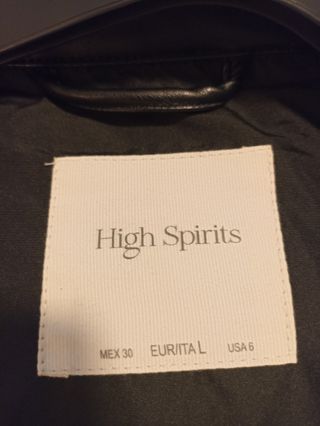 High Spirits
MEX 30 EUR/ITA L USA 6